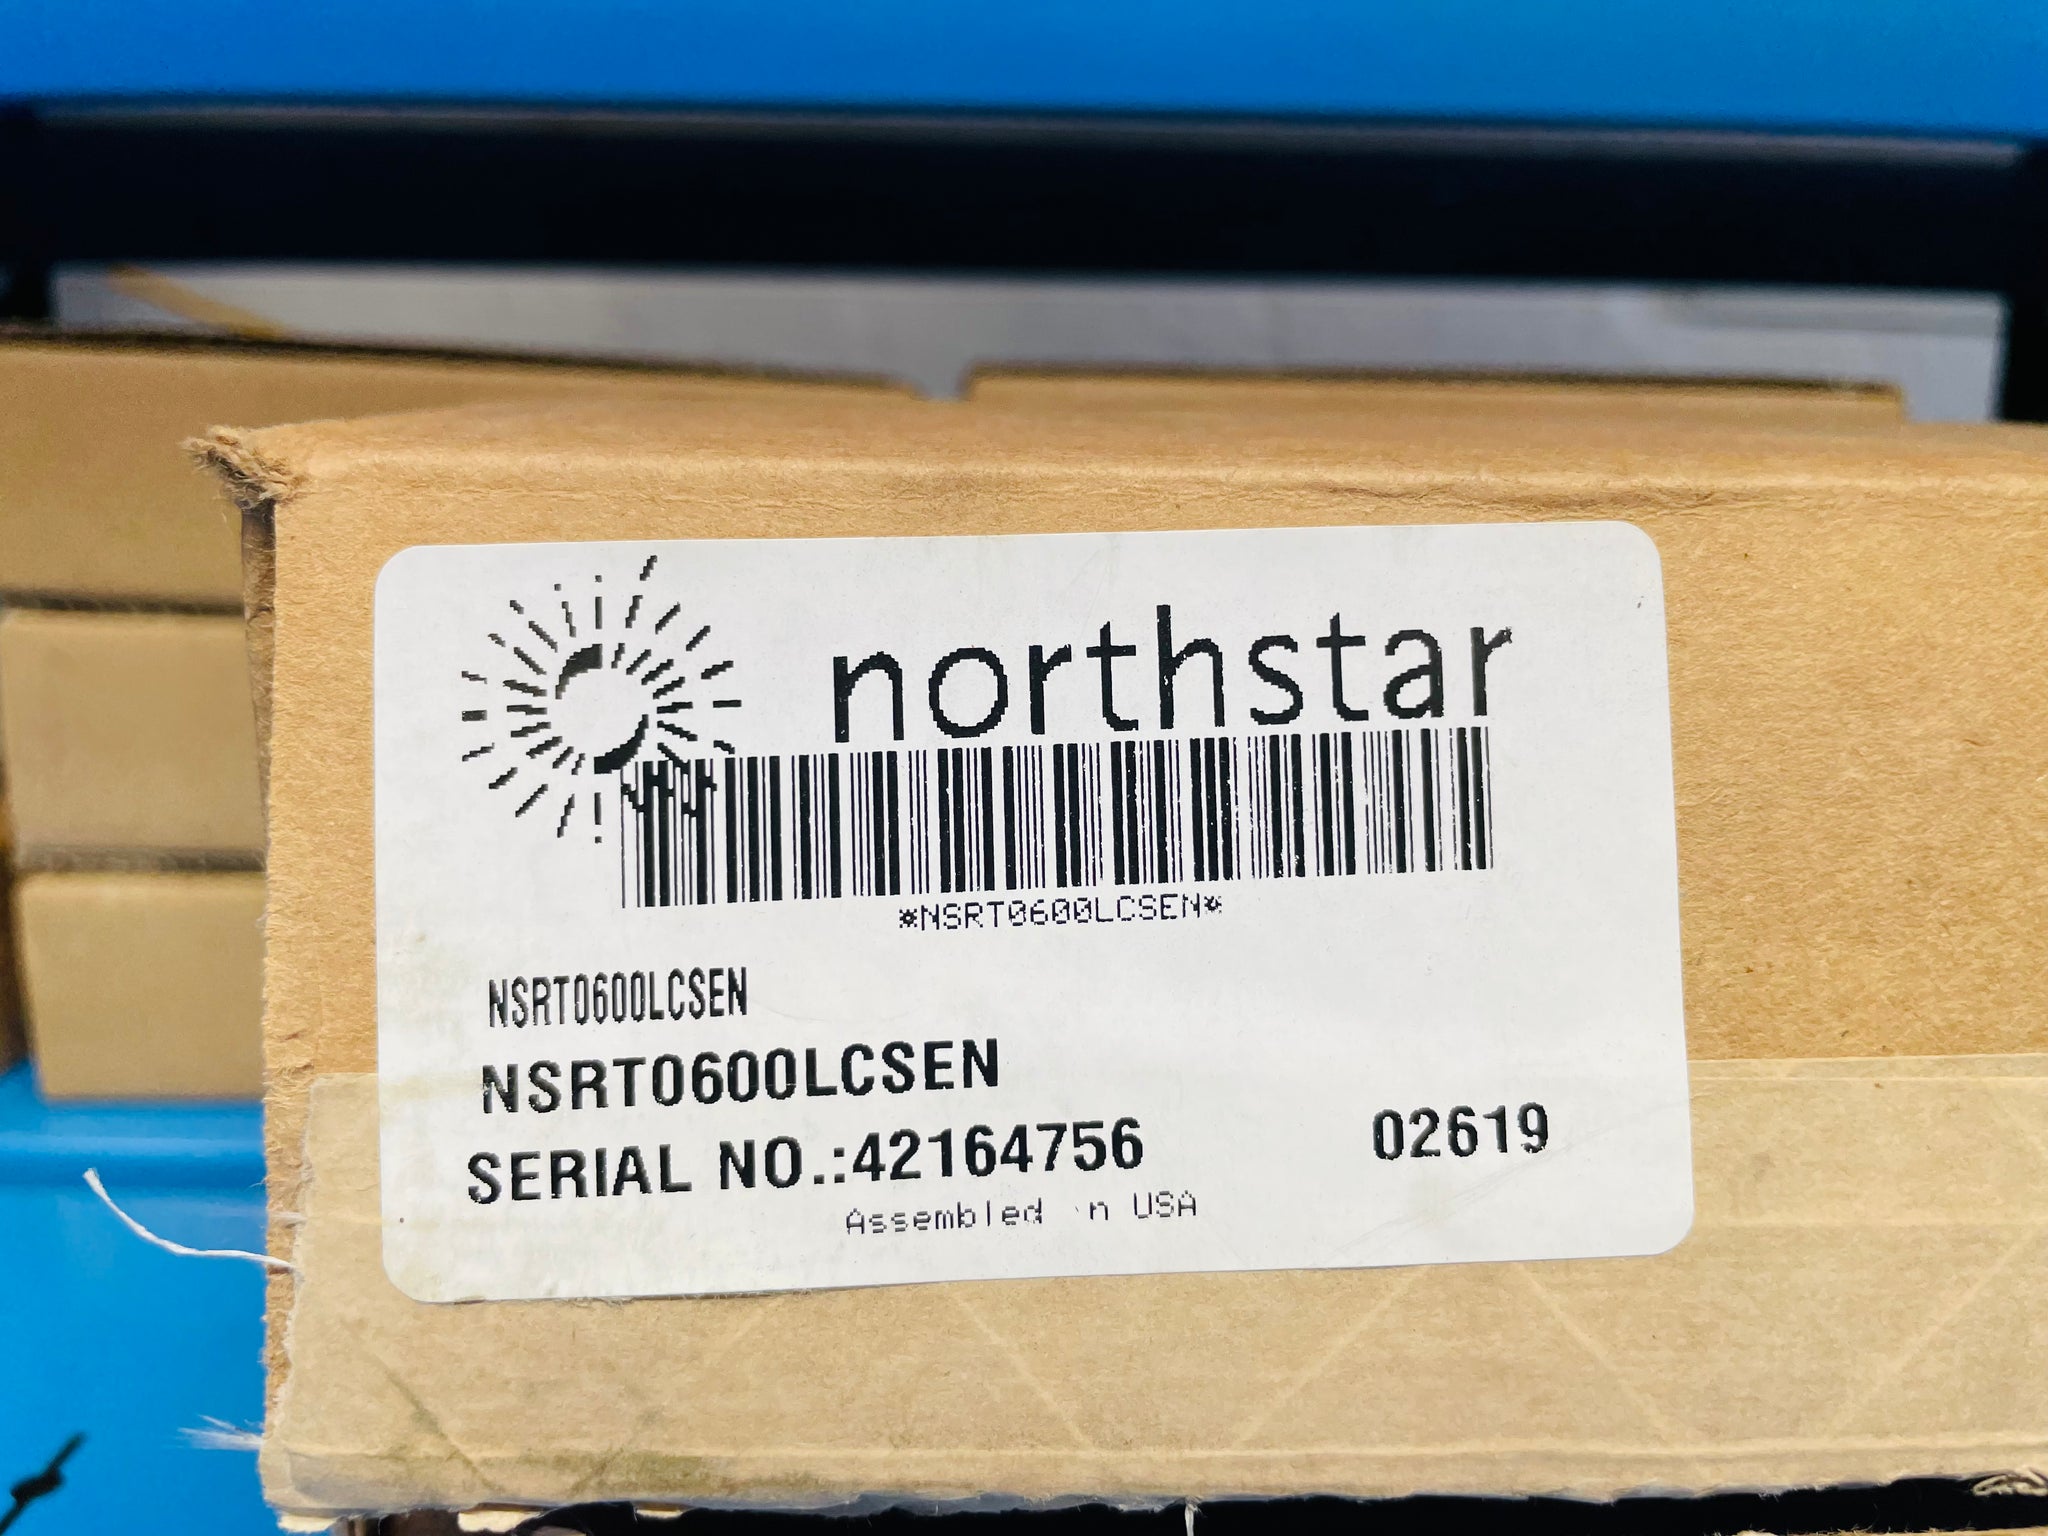 northstar
*NSRT0600LCSEN*
NSRT0600LCSEN
NSRT0600LCSEN
SERIAL NO.:42164756 02619
Assembled n USA